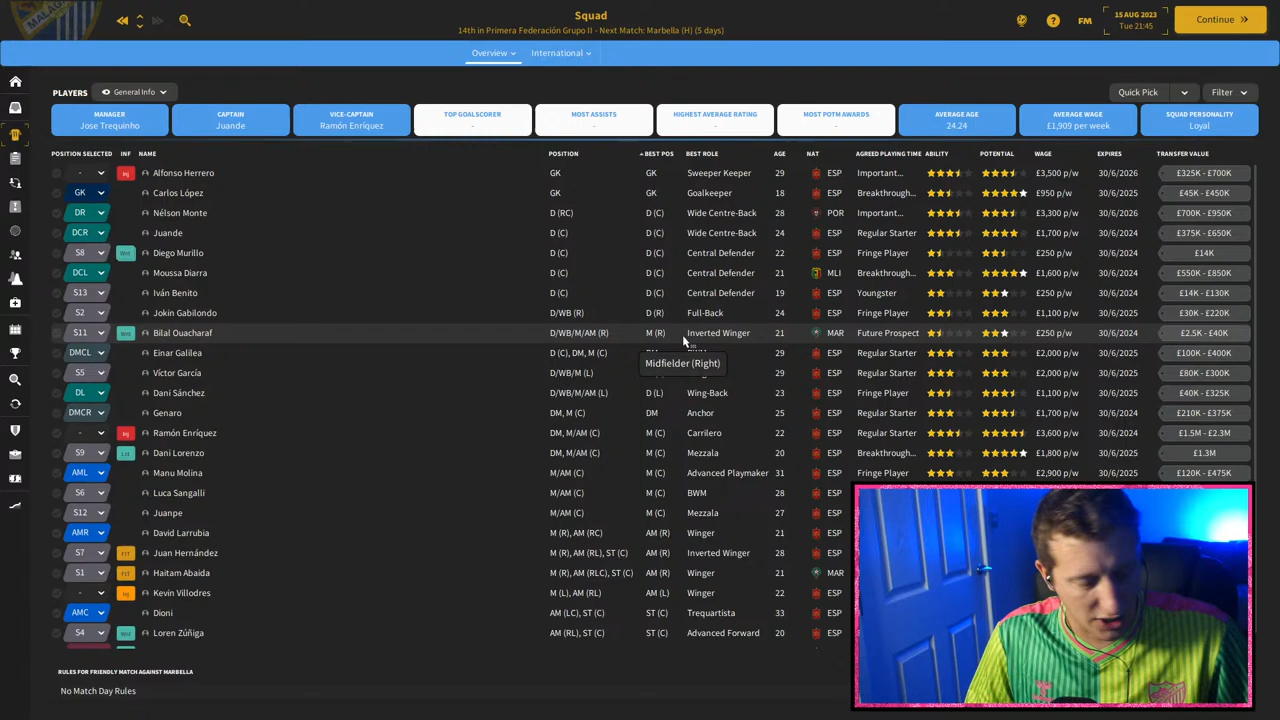 Squad
14th in Primera Federación Grupo II - Next Match: Marbella (H) (5 days)
FM
15 AUG 2023
Tue 21:45
Continue
Overview
International
PLAYERS
General Info
Quick Pick
Filter
MANAGER
Jose Trequinho
CAPTAIN
Juande
VICE-CAPTAIN
Ramón Enríquez
TOP GOALSCORER
-
MOST ASSISTS
-
HIGHEST AVERAGE RATING
-
MOST POTM AWARDS
-
AVERAGE AGE
24.24
AVERAGE WAGE
£1,909 per week
SQUAD PERSONALITY
Loyal
POSITION SELECTED INF NAME POSITION BEST POS BEST ROLE AGE NAT AGREED PLAYING TIME ABILITY POTENTIAL WAGE EXPIRES TRANSFER VALUE
- Inj Alfonso Herrero GK GK Sweeper Keeper 29 ESP Important... £3,500 p/w 30/6/2026 £325K - £700K
GK Carlos López GK GK Goalkeeper 18 ESP Breakthrough... £950 p/w 30/6/2025 £45K - £450K
DR Nélson Monte D (RC) D (C) Wide Centre-Back 28 POR Important... £3,300 p/w 30/6/2025 £700K - £950K
DCR Juande D (C) D (C) Wide Centre-Back 24 ESP Regular Starter £1,700 p/w 30/6/2024 £375K - £650K
S8 Wnt Diego Murillo D (C) D (C) Central Defender 22 ESP Fringe Player £250 p/w 30/6/2024 £14K
DCL Moussa Diarra D (C) D (C) Central Defender 21 MLI Breakthrough... £1,600 p/w 30/6/2024 £550K - £850K
S13 Iván Benito D (C) D (C) Central Defender 19 ESP Youngster £250 p/w 30/6/2024 £14K - £130K
S2 Jokin Gabilondo D/WB (R) D (R) Full-Back 24 ESP Fringe Player £1,100 p/w 30/6/2024 £30K - £220K
S11 Wnt Bilal Ouacharaf D/WB/M/AM (R) M (R) Inverted Winger 21 MAR Future Prospect £250 p/w 30/6/2024 £2.5K - £40K
DMCL Einar Galilea D (C), DM, M (C) 29 ESP Regular Starter £2,000 p/w 30/6/2024 £100K - £400K
Midfielder (Right)
S5 Víctor García D/WB/M (L) 29 ESP Regular Starter £2,000 p/w 30/6/2024 £80K - £300K
DL Dani Sánchez D/WB/M/AM (L) D (L) Wing-Back 23 ESP Fringe Player £1,100 p/w 30/6/2024 £40K - £325K
DMCR Genaro DM, M (C) DM Anchor 25 ESP Regular Starter £1,700 p/w 30/6/2024 £210K - £375K
- Inj Ramón Enríquez DM, M/AM (C) M (C) Carrilero 22 ESP Regular Starter £3,600 p/w 30/6/2024 £1.5M - £2.3M
S9 Lst Dani Lorenzo DM, M/AM (C) M (C) Mezzala 20 ESP Breakthrough... £1,800 p/w 30/6/2025 £1.3M
AML Manu Molina M/AM (C) M (C) Advanced Playmaker 31 ESP Fringe Player £2,900 p/w 30/6/2025 £120K - £475K
S6 Luca Sangalli M/AM (C) M (C) BWM 28 ESP
S12 Juanpe M/AM (C) M (C) Mezzala 27 ESP
AMR David Larrubia M (R), AM (RC) AM (R) Winger 21 ESP
S7 FIT Juan Hernández M (R), AM (RL), ST (C) AM (R) Inverted Winger 28 ESP
S1 FIT Haitam Abaida M (R), AM (RLC), ST (C) AM (R) Winger 21 MAR
- Inj Kevin Villodres M (L), AM (RL) AM (L) Winger 22 ESP
AMC Dioni AM (LC), ST (C) ST (C) Trequartista 33 ESP
S4 Wnt Loren Zúñiga AM (RL), ST (C) ST (C) Advanced Forward 20 ESP
RULES FOR FRIENDLY MATCH AGAINST MARBELLA
No Match Day Rules